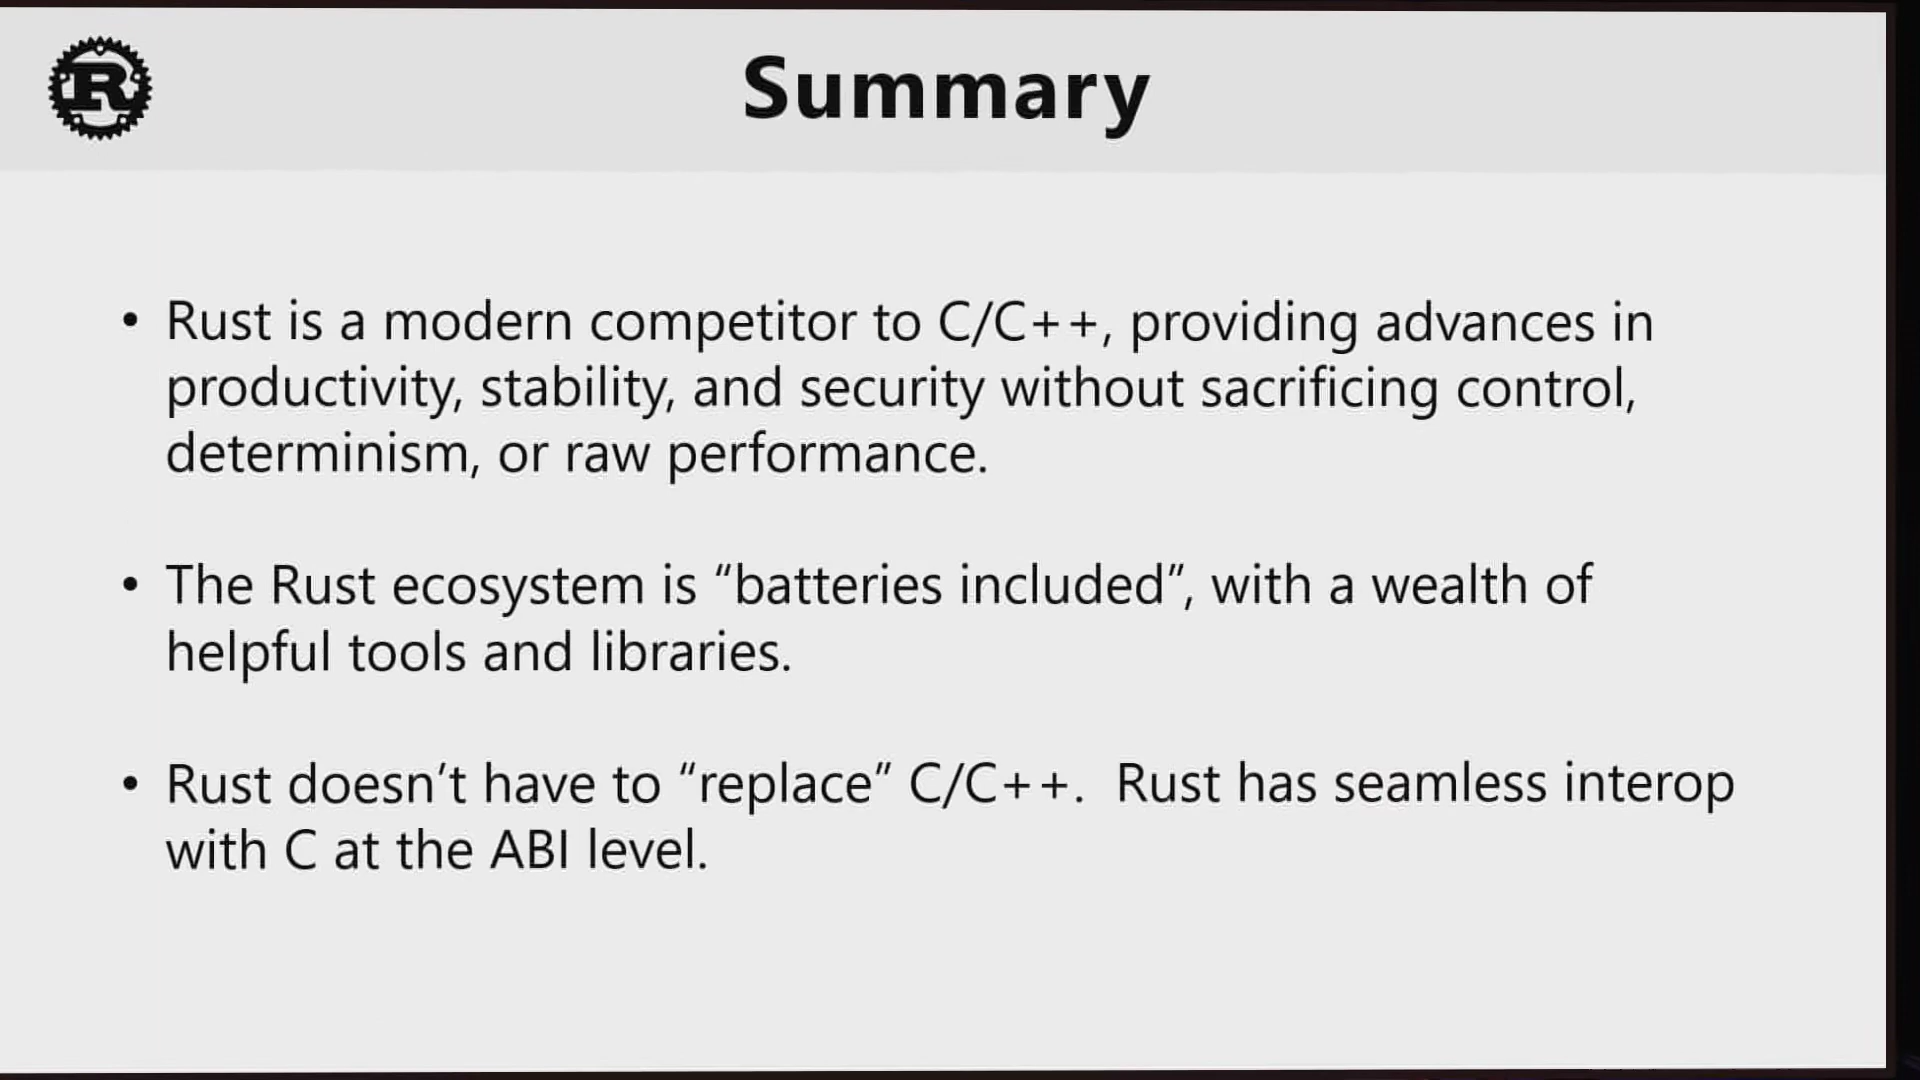 R
Summary
• Rust is a modern competitor to C/C++, providing advances in
productivity, stability, and security without sacrificing control,
determinism, or raw performance.
• The Rust ecosystem is “batteries included”, with a wealth of
helpful tools and libraries.
• Rust doesn’t have to “replace” C/C++.  Rust has seamless interop
with C at the ABI level.